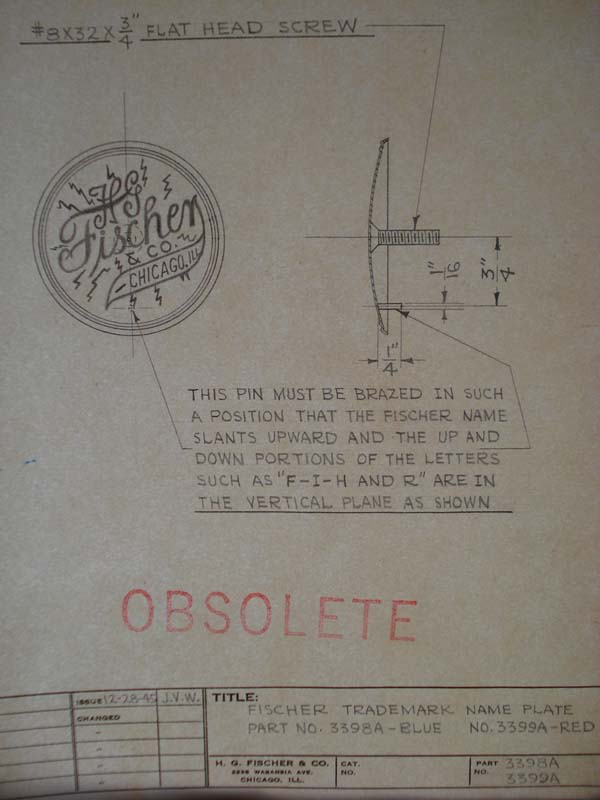 #8X32X 3/4" FLAT HEAD SCREW
HG
Fischer
& CO.
CHICAGO, ILL
1"/16
3"/4
1"/4
THIS PIN MUST BE BRAZED IN SUCH
A POSITION THAT THE FISCHER NAME
SLANTS UPWARD AND THE UP AND
DOWN PORTIONS OF THE LETTERS
SUCH AS "F-I-H AND R" ARE IN
THE VERTICAL PLANE AS SHOWN
OBSOLETE
ISSUE 12-28-45 J.V.W.
CHANGED
"
"
"
TITLE:
FISCHER TRADEMARK NAME PLATE
PART NO. 3398A-BLUE NO. 3399A-RED
H. G. FISCHER & CO.
WABANSIA AVE.
CHICAGO, ILL.
CAT.
NO.
PART NO. 3398A
3399A